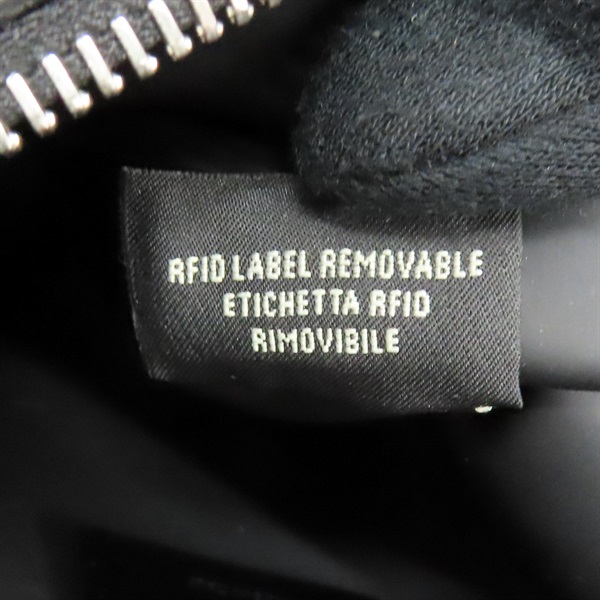 RFID LABEL REMOVABLE
ETICHETTA RFID
RIMOVIBILE